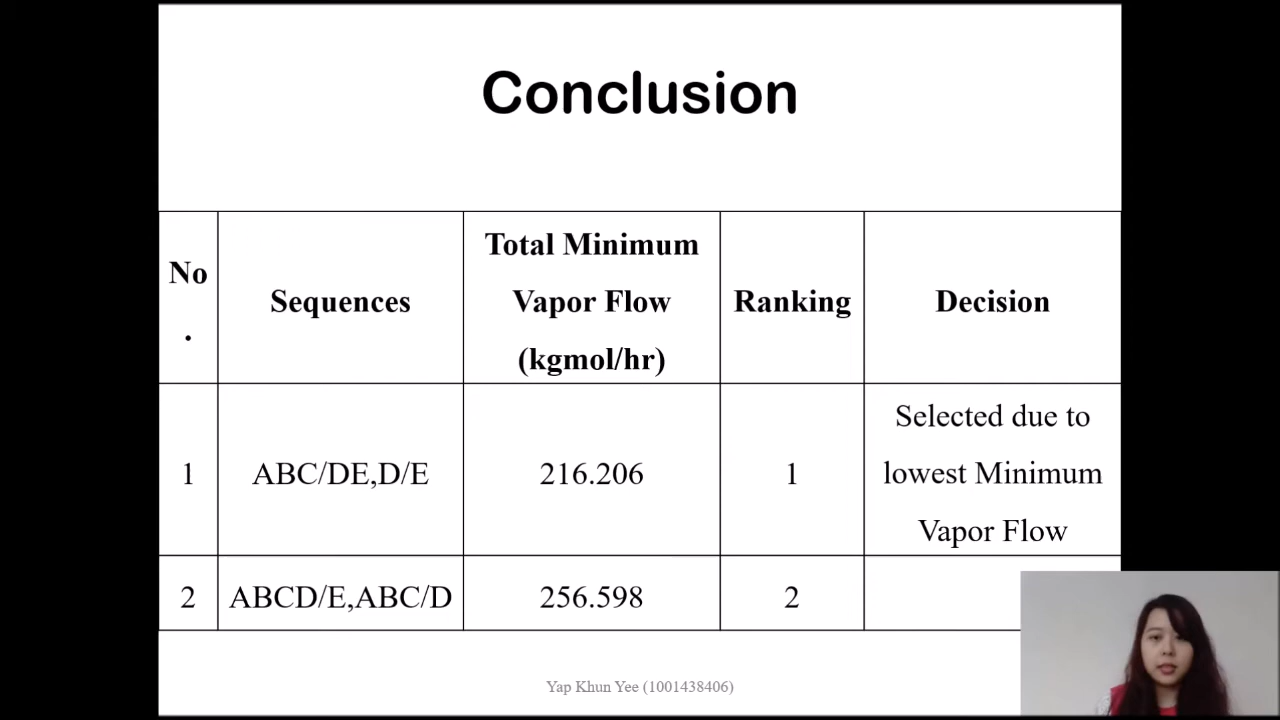 Conclusion
No
.
Sequences
Total Minimum
Vapor Flow
(kgmol/hr)
Ranking
Decision
1
ABC/DE,D/E
216.206
1
Selected due to
lowest Minimum
Vapor Flow
2
ABCD/E,ABC/D
256.598
2
Yap Khun Yee (1001438406)